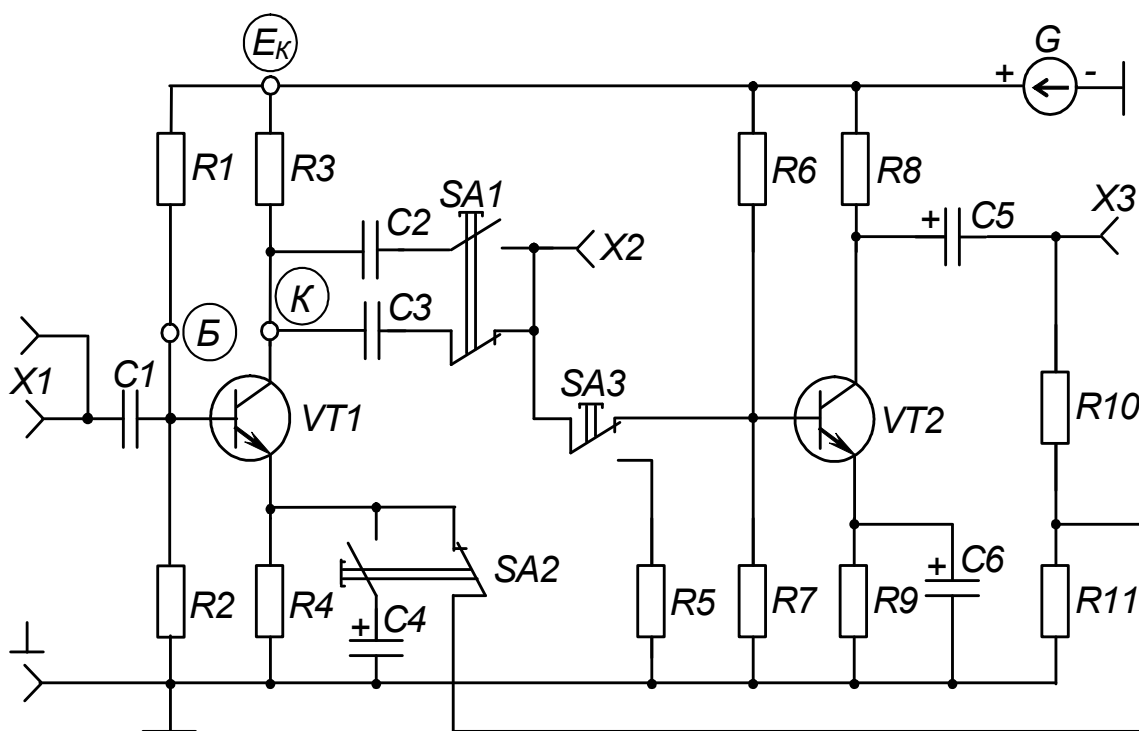 EК
G
+ -
R1
R3
R6
R8
SA1
C2
+ C5
X3
X2
К
Б
C3
X1
C1
VT1
SA3
VT2
R10
SA2
R2
R4
+ C4
R5
R7
R9
+ C6
R11